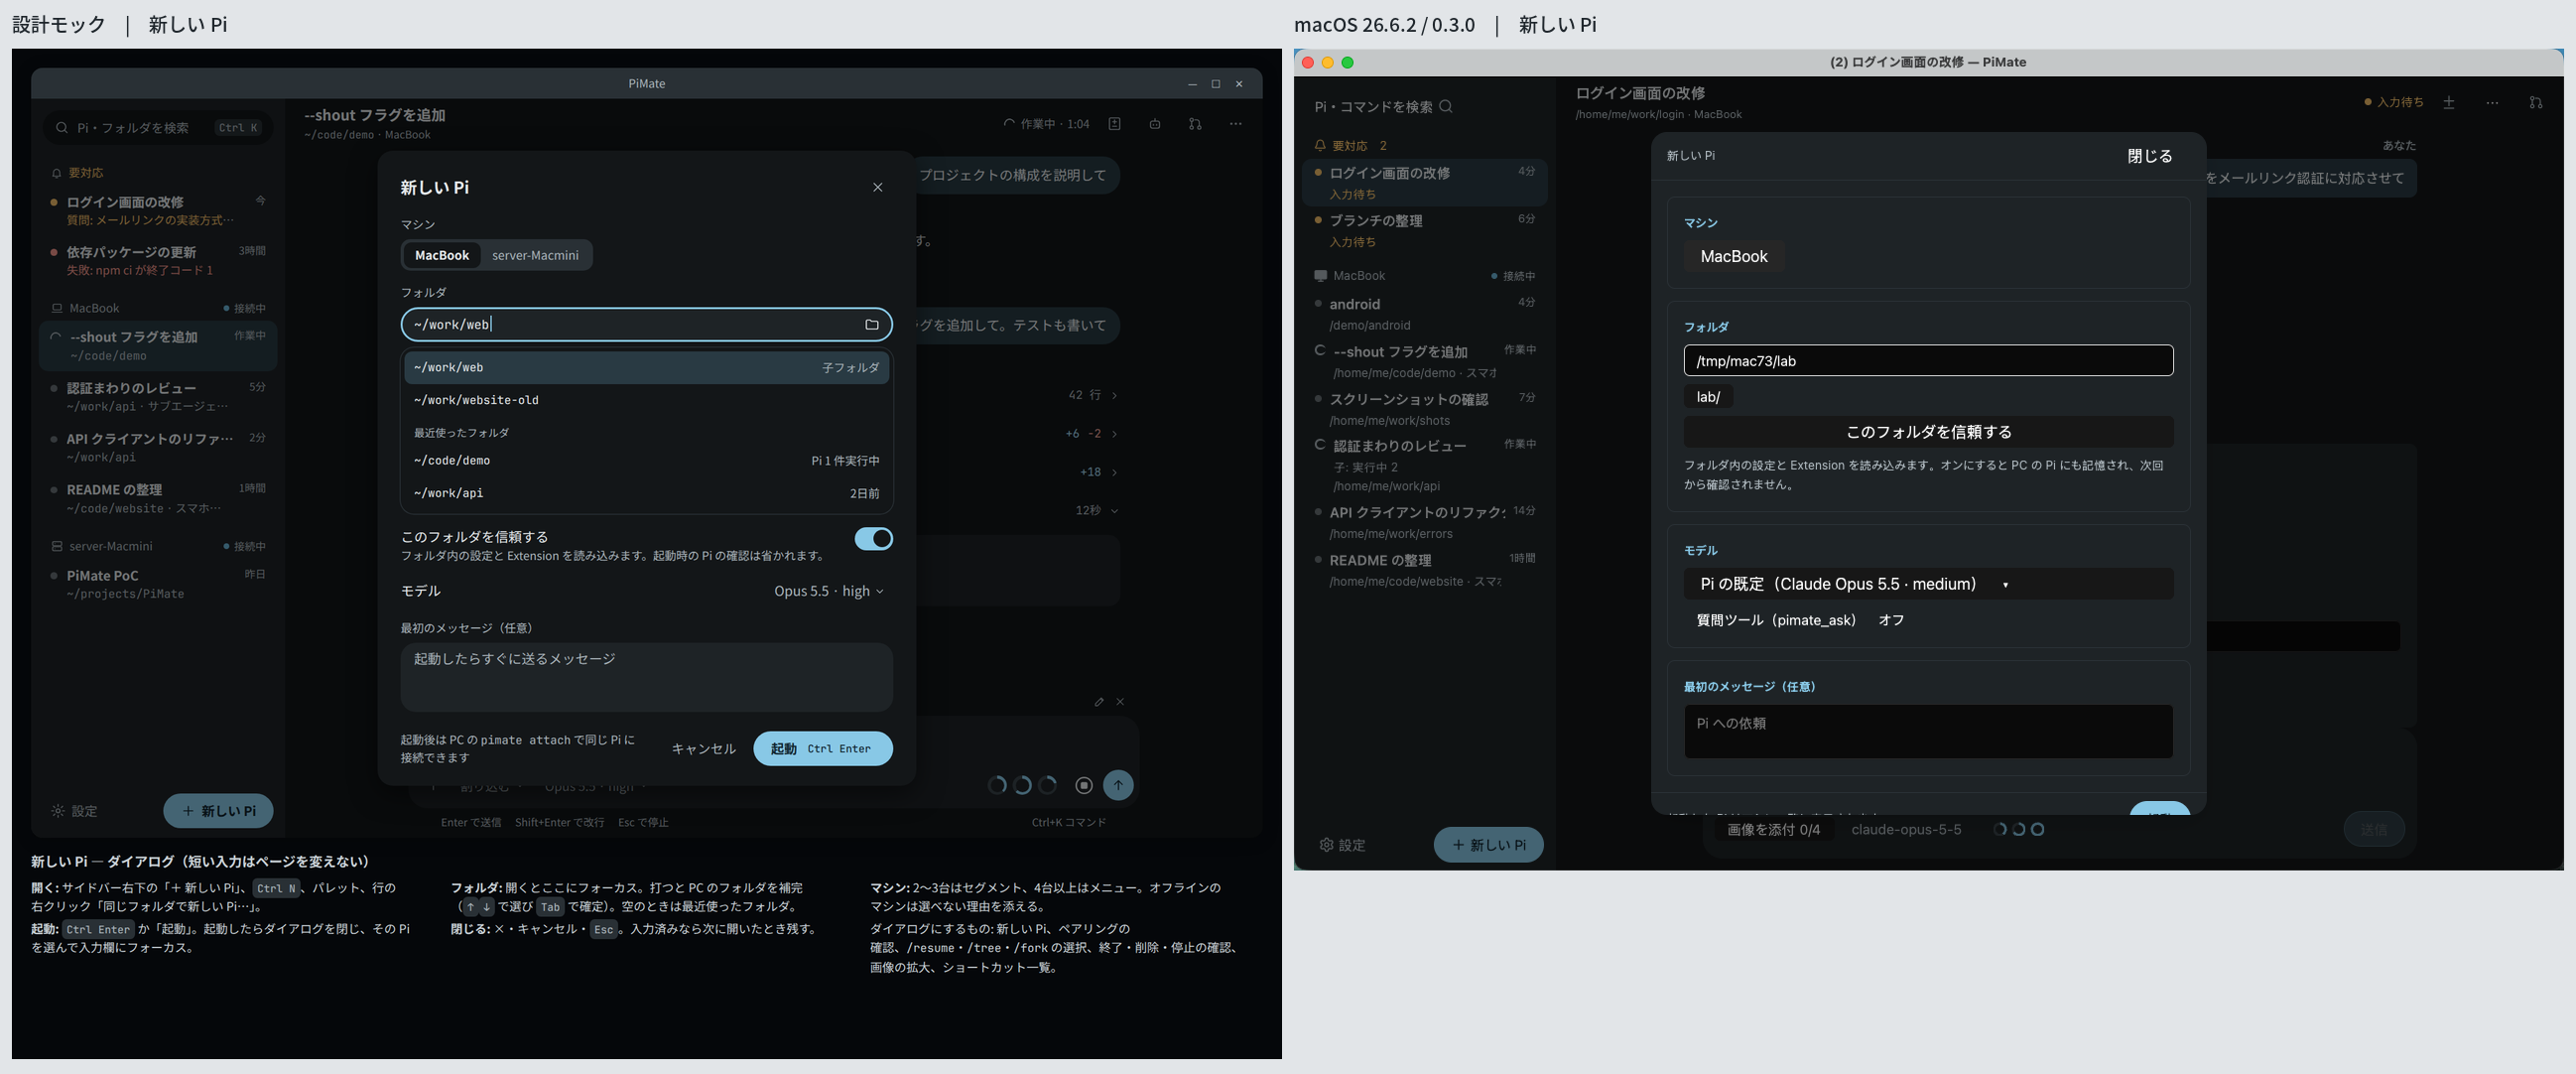 設計モック | 新しい Pi
PiMate
Pi・フォルダを検索 Ctrl K
要対応
ログイン画面の改修 今
質問: メールリンクの実装方式…
依存パッケージの更新 3時間
失敗: npm ci が終了コード 1
MacBook 接続中
--shout フラグを追加 作業中
~/code/demo
認証まわりのレビュー 5分
~/work/api · サブエージェ…
API クライアントのリファ… 2分
~/work/api
README の整理 1時間
~/code/website · スマホ…
server-Macmini 接続中
PiMate PoC 昨日
~/projects/PiMate
設定
+ 新しい Pi
--shout フラグを追加
~/code/demo · MacBook
作業中 · 1:04
プロジェクトの構成を説明して
す。
グを追加して。テストも書いて
42 行
+6 -2
+18
12秒
新しい Pi
マシン
MacBook server-Macmini
フォルダ
~/work/web
~/work/web 子フォルダ
~/work/website-old
最近使ったフォルダ
~/code/demo Pi 1 件実行中
~/work/api 2日前
このフォルダを信頼する
フォルダ内の設定と Extension を読み込みます。起動時の Pi の確認は省かれます。
モデル Opus 5.5 · high
最初のメッセージ（任意）
起動したらすぐに送るメッセージ
起動後は PC の pimate attach で同じ Pi に
接続できます
キャンセル
起動 Ctrl Enter
Enter で送信 Shift+Enter で改行 Esc で停止
Ctrl+K コマンド
新しい Pi — ダイアログ（短い入力はページを変えない）
開く: サイドバー右下の「＋ 新しい Pi」、 Ctrl N 、パレット、行の
右クリック「同じフォルダで新しい Pi…」。
起動: Ctrl Enter か「起動」。起動したらダイアログを閉じ、その Pi
を選んで入力欄にフォーカス。
フォルダ: 開くとここにフォーカス。打つと PC のフォルダを補完
（↑ ↓ で選び Tab で確定）。空のときは最近使ったフォルダ。
閉じる: ×・キャンセル・ Esc 。入力済みなら次に開いたとき残す。
マシン: 2〜3台はセグメント、4台以上はメニュー。オフラインの
マシンは選べない理由を添える。
ダイアログにするもの: 新しい Pi、ペアリングの
確認、/resume・/tree・/fork の選択、終了・削除・停止の確認、
画像の拡大、ショートカット一覧。
macOS 26.6.2 / 0.3.0 | 新しい Pi
(2) ログイン画面の改修 — PiMate
Pi・コマンドを検索
要対応 2
ログイン画面の改修 4分
入力待ち
ブランチの整理 6分
入力待ち
MacBook 接続中
android 4分
/demo/android
--shout フラグを追加 作業中
/home/me/code/demo · スマホ
スクリーンショットの確認 7分
/home/me/work/shots
認証まわりのレビュー 作業中
子: 実行中 2
/home/me/work/api
API クライアントのリファク 14分
/home/me/work/errors
README の整理 1時間
/home/me/code/website · スマ
設定
+ 新しい Pi
ログイン画面の改修
/home/me/work/login · MacBook
入力待ち
あなた
をメールリンク認証に対応させて
新しい Pi
閉じる
マシン
MacBook
フォルダ
/tmp/mac73/lab
lab/
このフォルダを信頼する
フォルダ内の設定と Extension を読み込みます。オンにすると PC の Pi にも記憶され、次回
から確認されません。
モデル
Pi の既定（Claude Opus 5.5 · medium）
質問ツール（pimate_ask） オフ
最初のメッセージ（任意）
Pi への依頼
画像を添付 0/4
claude-opus-5-5
送信